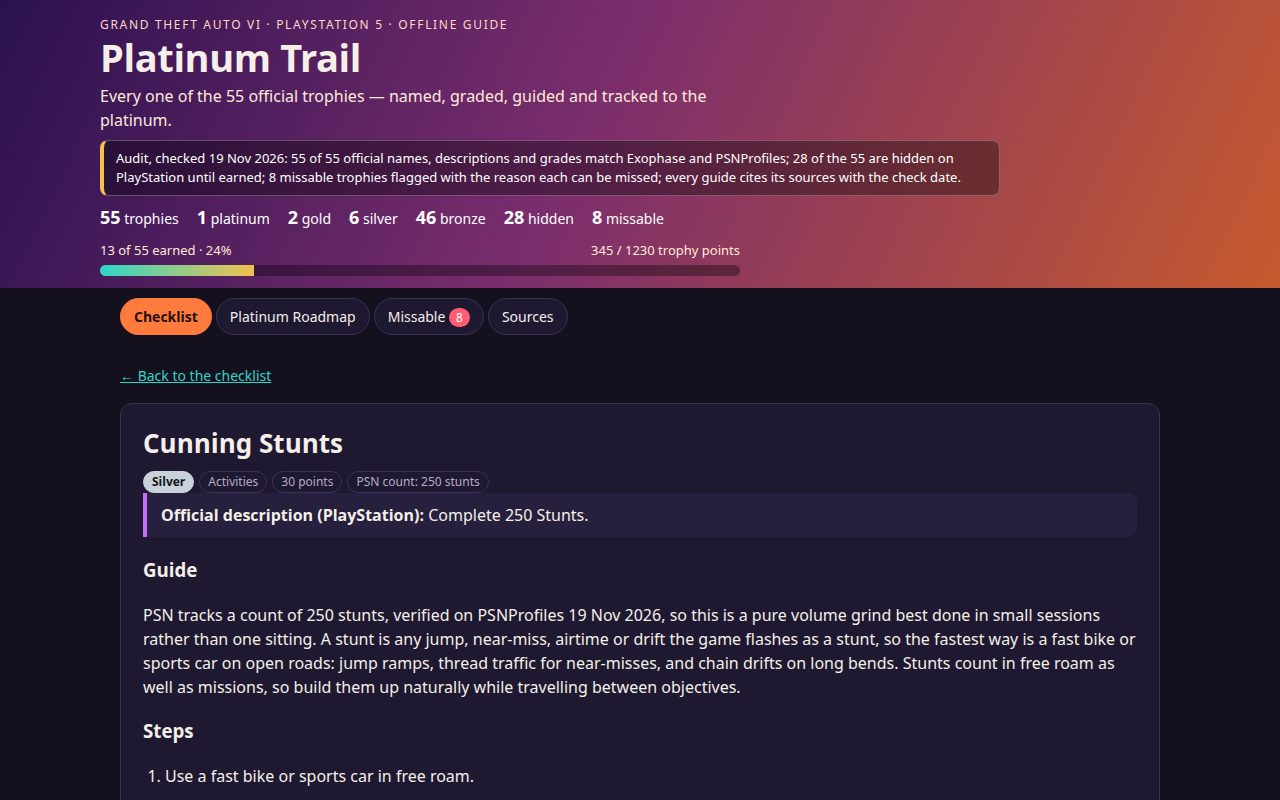 GRAND THEFT AUTO VI · PLAYSTATION 5 · OFFLINE GUIDE
Platinum Trail
Every one of the 55 official trophies — named, graded, guided and tracked to the
platinum.
Audit, checked 19 Nov 2026: 55 of 55 official names, descriptions and grades match Exophase and PSNProfiles; 28 of the 55 are hidden on
PlayStation until earned; 8 missable trophies flagged with the reason each can be missed; every guide cites its sources with the check date.
55 trophies 1 platinum 2 gold 6 silver 46 bronze 28 hidden 8 missable
13 of 55 earned · 24% 345 / 1230 trophy points
Checklist Platinum Roadmap Missable 8 Sources
← Back to the checklist
Cunning Stunts
Silver Activities 30 points PSN count: 250 stunts
Official description (PlayStation): Complete 250 Stunts.
Guide
PSN tracks a count of 250 stunts, verified on PSNProfiles 19 Nov 2026, so this is a pure volume grind best done in small sessions
rather than one sitting. A stunt is any jump, near-miss, airtime or drift the game flashes as a stunt, so the fastest way is a fast bike or
sports car on open roads: jump ramps, thread traffic for near-misses, and chain drifts on long bends. Stunts count in free roam as
well as missions, so build them up naturally while travelling between objectives.
Steps
1. Use a fast bike or sports car in free roam.